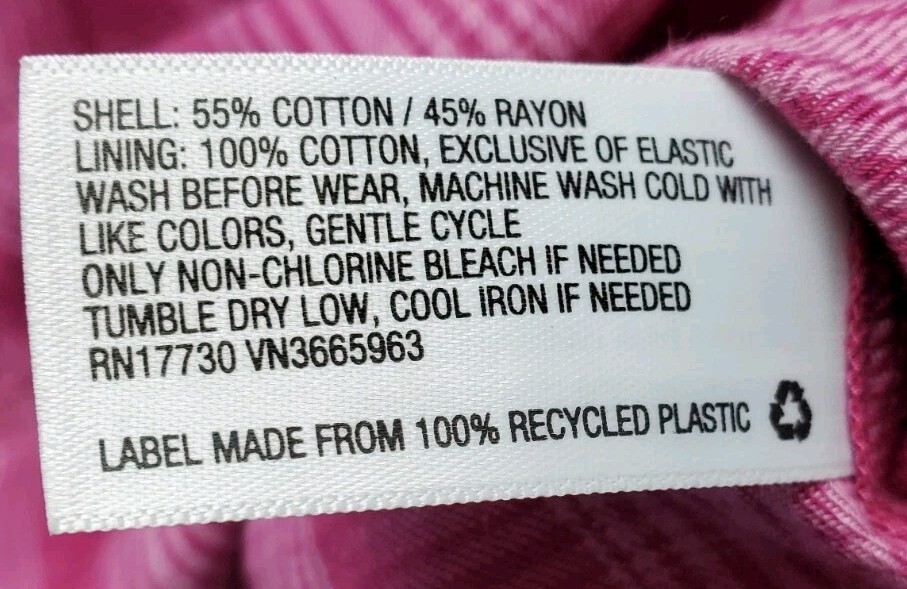 SHELL: 55% COTTON / 45% RAYON
LINING: 100% COTTON, EXCLUSIVE OF ELASTIC
WASH BEFORE WEAR, MACHINE WASH COLD WITH
LIKE COLORS, GENTLE CYCLE
ONLY NON-CHLORINE BLEACH IF NEEDED
TUMBLE DRY LOW, COOL IRON IF NEEDED
RN17730 VN3665963
LABEL MADE FROM 100% RECYCLED PLASTIC